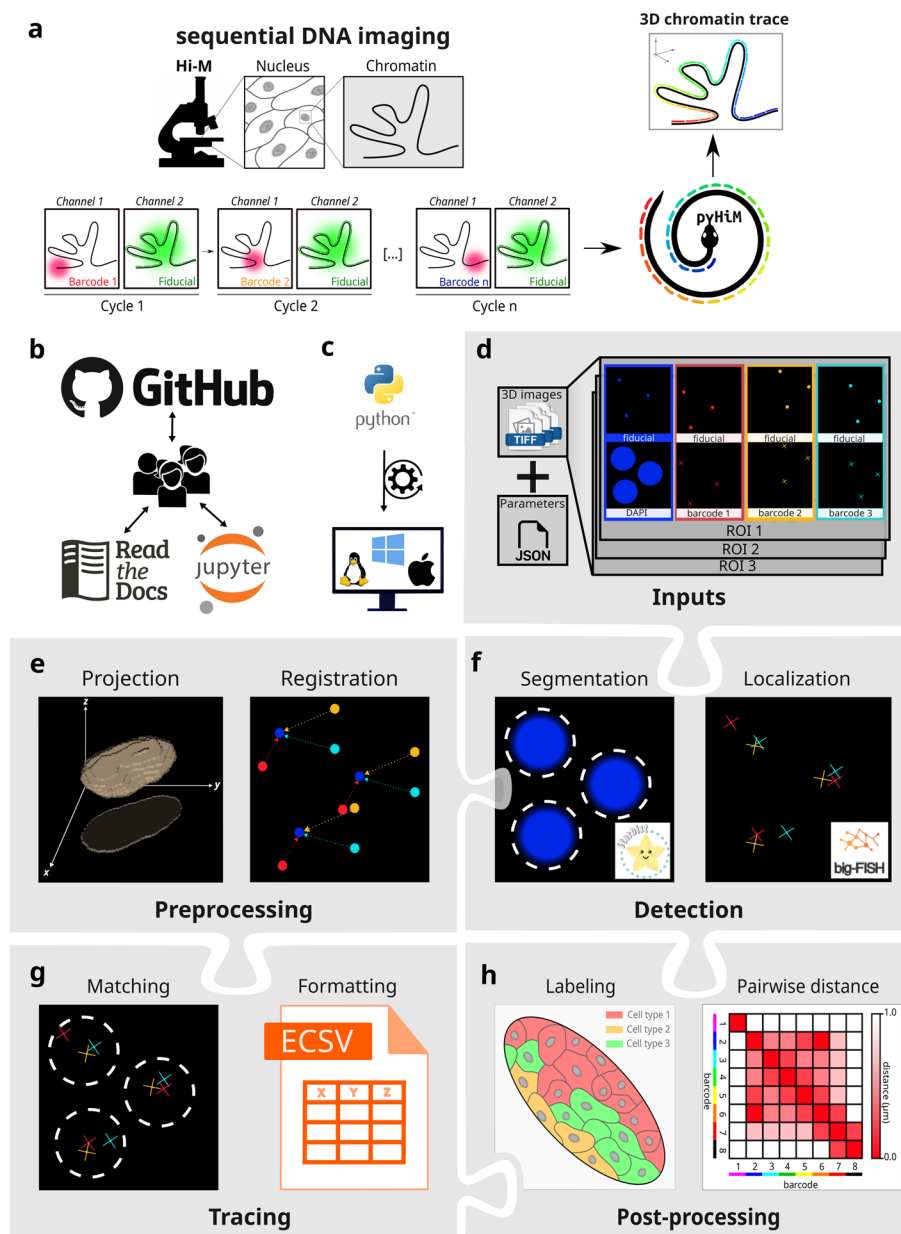 a
sequential DNA imaging
Hi-M
Nucleus
Chromatin
3D chromatin trace
Channel 1
Channel 2
Channel 1
Channel 2
Channel 1
Channel 2
Barcode 1
Fiducial
Barcode 2
Fiducial
[...]
Barcode n
Fiducial
Cycle 1
Cycle 2
Cycle n
pyHiM
b
GitHub
Read
the
Docs
jupyter
c
python™
d
3D images
TIFF
Parameters
JSON
fiducial
fiducial
fiducial
fiducial
DAPI
barcode 1
barcode 2
barcode 3
ROI 1
ROI 2
ROI 3
Inputs
e
Projection
Registration
z
y
x
Preprocessing
f
Segmentation
Localization
StarDist
big-FISH
Detection
g
Matching
Formatting
ECSV
X Y Z
Tracing
h
Labeling
Pairwise distance
Cell type 1
Cell type 2
Cell type 3
1
2
3
4
5
6
7
8
barcode
1 2 3 4 5 6 7 8
barcode
1.0
distance (µm)
0.0
Post-processing